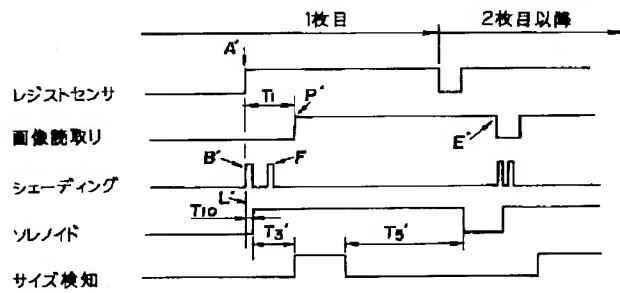 1枚目 2枚目以降
A'
レジストセンサ
T1 P'
画像読取り
E'
B' F
シェーディング
L'
T10
ソレノイド
T3' T5'
サイズ検知